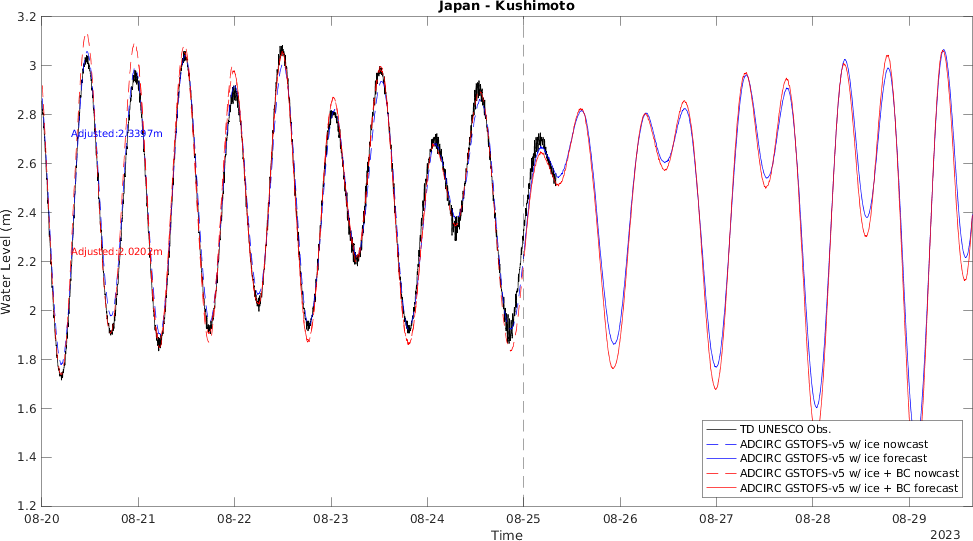 Japan - Kushimoto
3.2
3
2.8
2.6
2.4
2.2
2
1.8
1.6
1.4
1.2
Water Level (m)
Adjusted:2.3397m
Adjusted:2.0202m
TD UNESCO Obs.
ADCIRC GSTOFS-v5 w/ ice nowcast
ADCIRC GSTOFS-v5 w/ ice forecast
ADCIRC GSTOFS-v5 w/ ice + BC nowcast
ADCIRC GSTOFS-v5 w/ ice + BC forecast
08-20 08-21 08-22 08-23 08-24 08-25 08-26 08-27 08-28 08-29
Time
2023